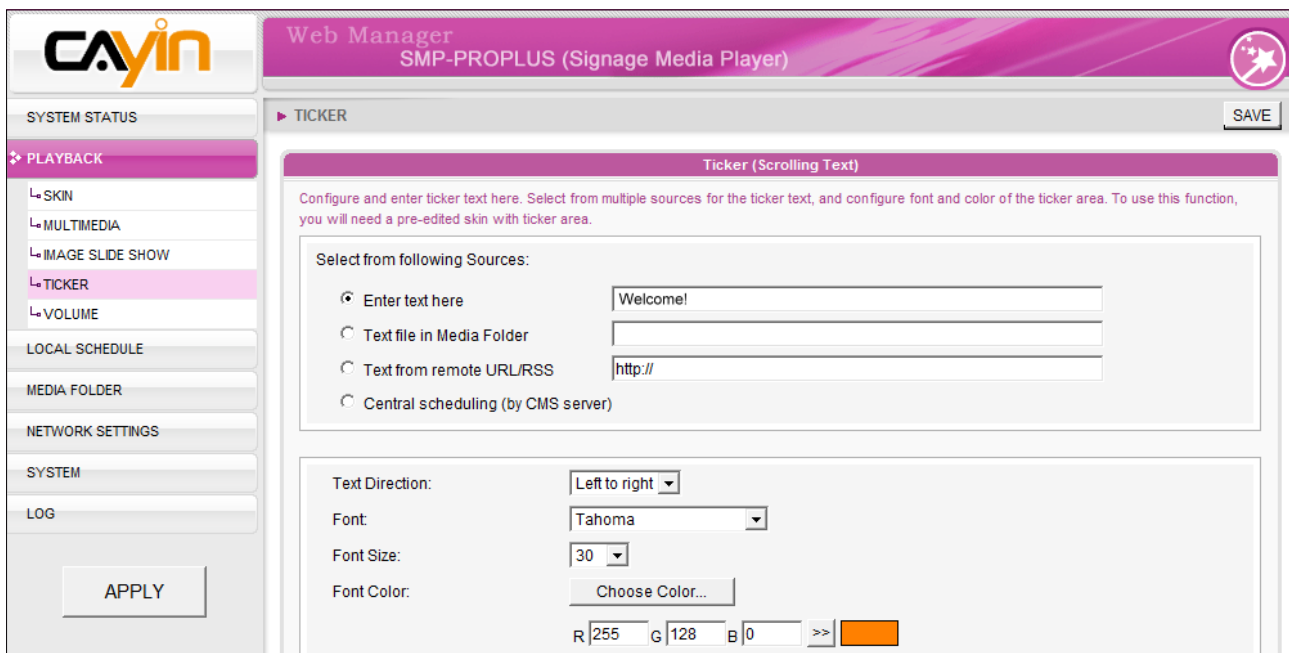 CAYIN
Web Manager
SMP-PROPLUS (Signage Media Player)
SYSTEM STATUS
PLAYBACK
SKIN
MULTIMEDIA
IMAGE SLIDE SHOW
TICKER
VOLUME
LOCAL SCHEDULE
MEDIA FOLDER
NETWORK SETTINGS
SYSTEM
LOG
APPLY
TICKER
SAVE
Ticker (Scrolling Text)
Configure and enter ticker text here. Select from multiple sources for the ticker text, and configure font and color of the ticker area. To use this function,
you will need a pre-edited skin with ticker area.
Select from following Sources:
Enter text here Welcome!
Text file in Media Folder
Text from remote URL/RSS http://
Central scheduling (by CMS server)
Text Direction: Left to right
Font: Tahoma
Font Size: 30
Font Color: Choose Color...
R 255 G 128 B 0 >>